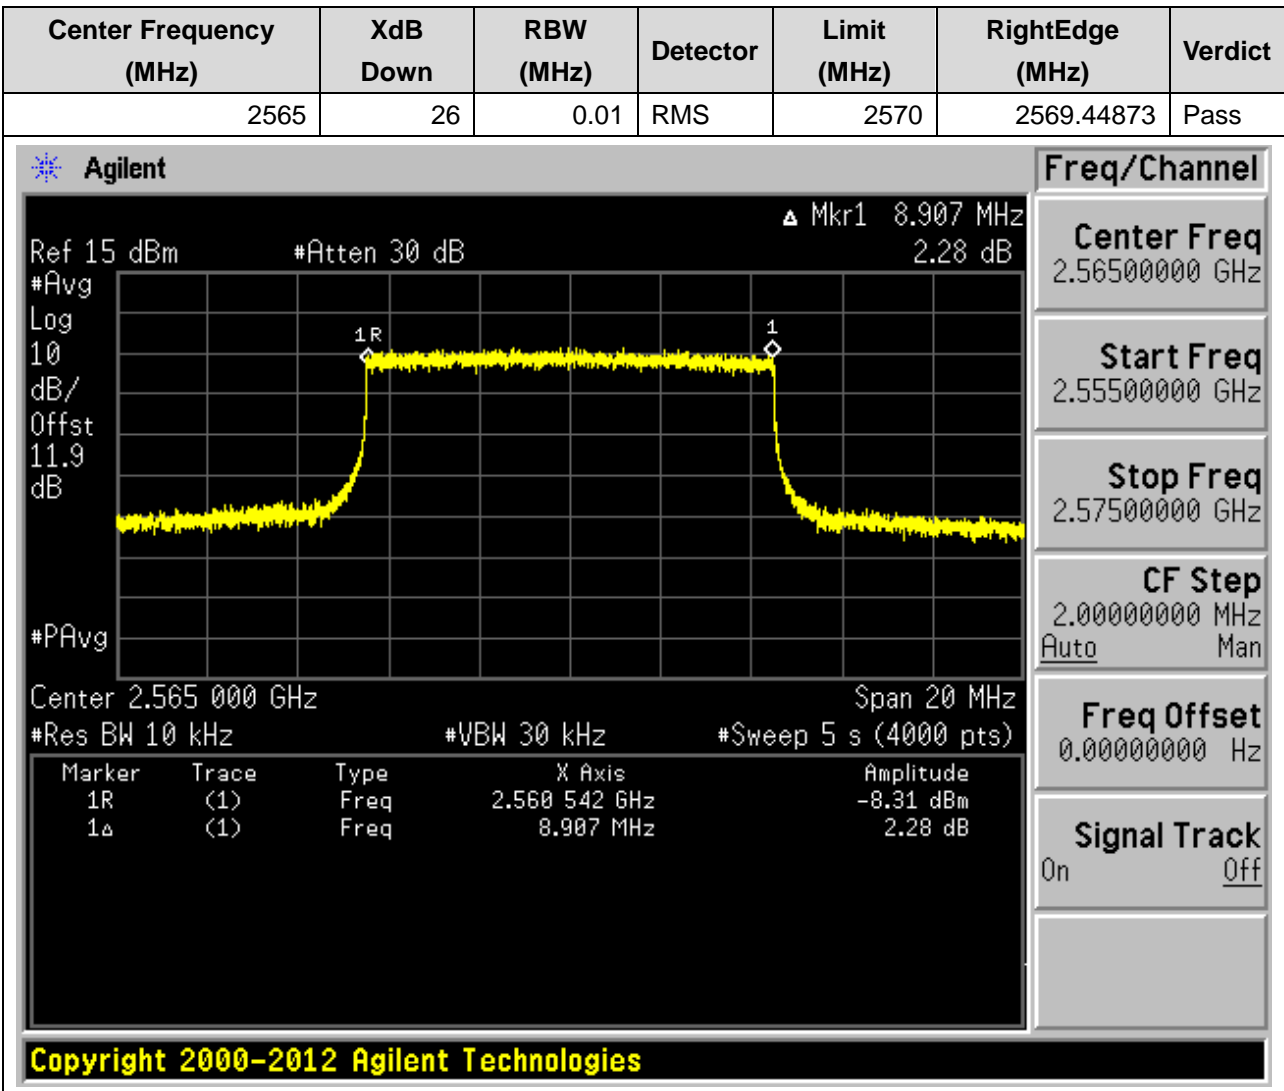 Center Frequency (MHz) XdB Down RBW (MHz) Detector Limit (MHz) RightEdge (MHz) Verdict
2565 26 0.01 RMS 2570 2569.44873 Pass
Agilent
Freq/Channel
Δ Mkr1 8.907 MHz
Ref 15 dBm #Atten 30 dB 2.28 dB
#Avg
Log
10
dB/
Offst
11.9
dB
1R
1
#PAvg
Center 2.565 000 GHz Span 20 MHz
#Res BW 10 kHz #VBW 30 kHz #Sweep 5 s (4000 pts)
Marker Trace Type X Axis Amplitude
1R (1) Freq 2.560 542 GHz -8.31 dBm
1Δ (1) Freq 8.907 MHz 2.28 dB
Center Freq
2.56500000 GHz
Start Freq
2.55500000 GHz
Stop Freq
2.57500000 GHz
CF Step
2.00000000 MHz
Auto Man
Freq Offset
0.00000000 Hz
Signal Track
On Off
Copyright 2000-2012 Agilent Technologies